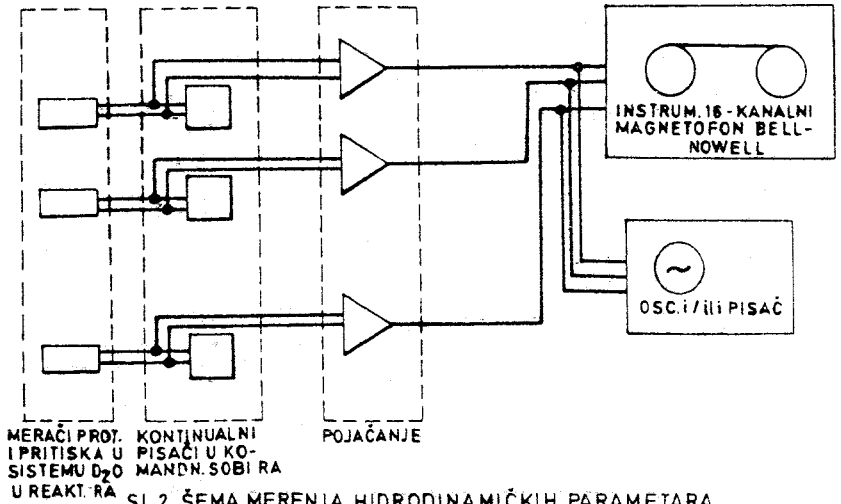 INSTRUM. 16-KANALNI
MAGNETOFON BELL-
NOWELL
~
OSC. i / ili PISAČ
MERAČI PROT.
I PRITISKA U
SISTEMU D₂O
U REAKT. RA
KONTINUALNI
PISAČI U KO-
MANDN. SOBI RA
POJAČANJE
SL. 2. ŠEMA MERENJA HIDRODINAMIČKIH PARAMETARA